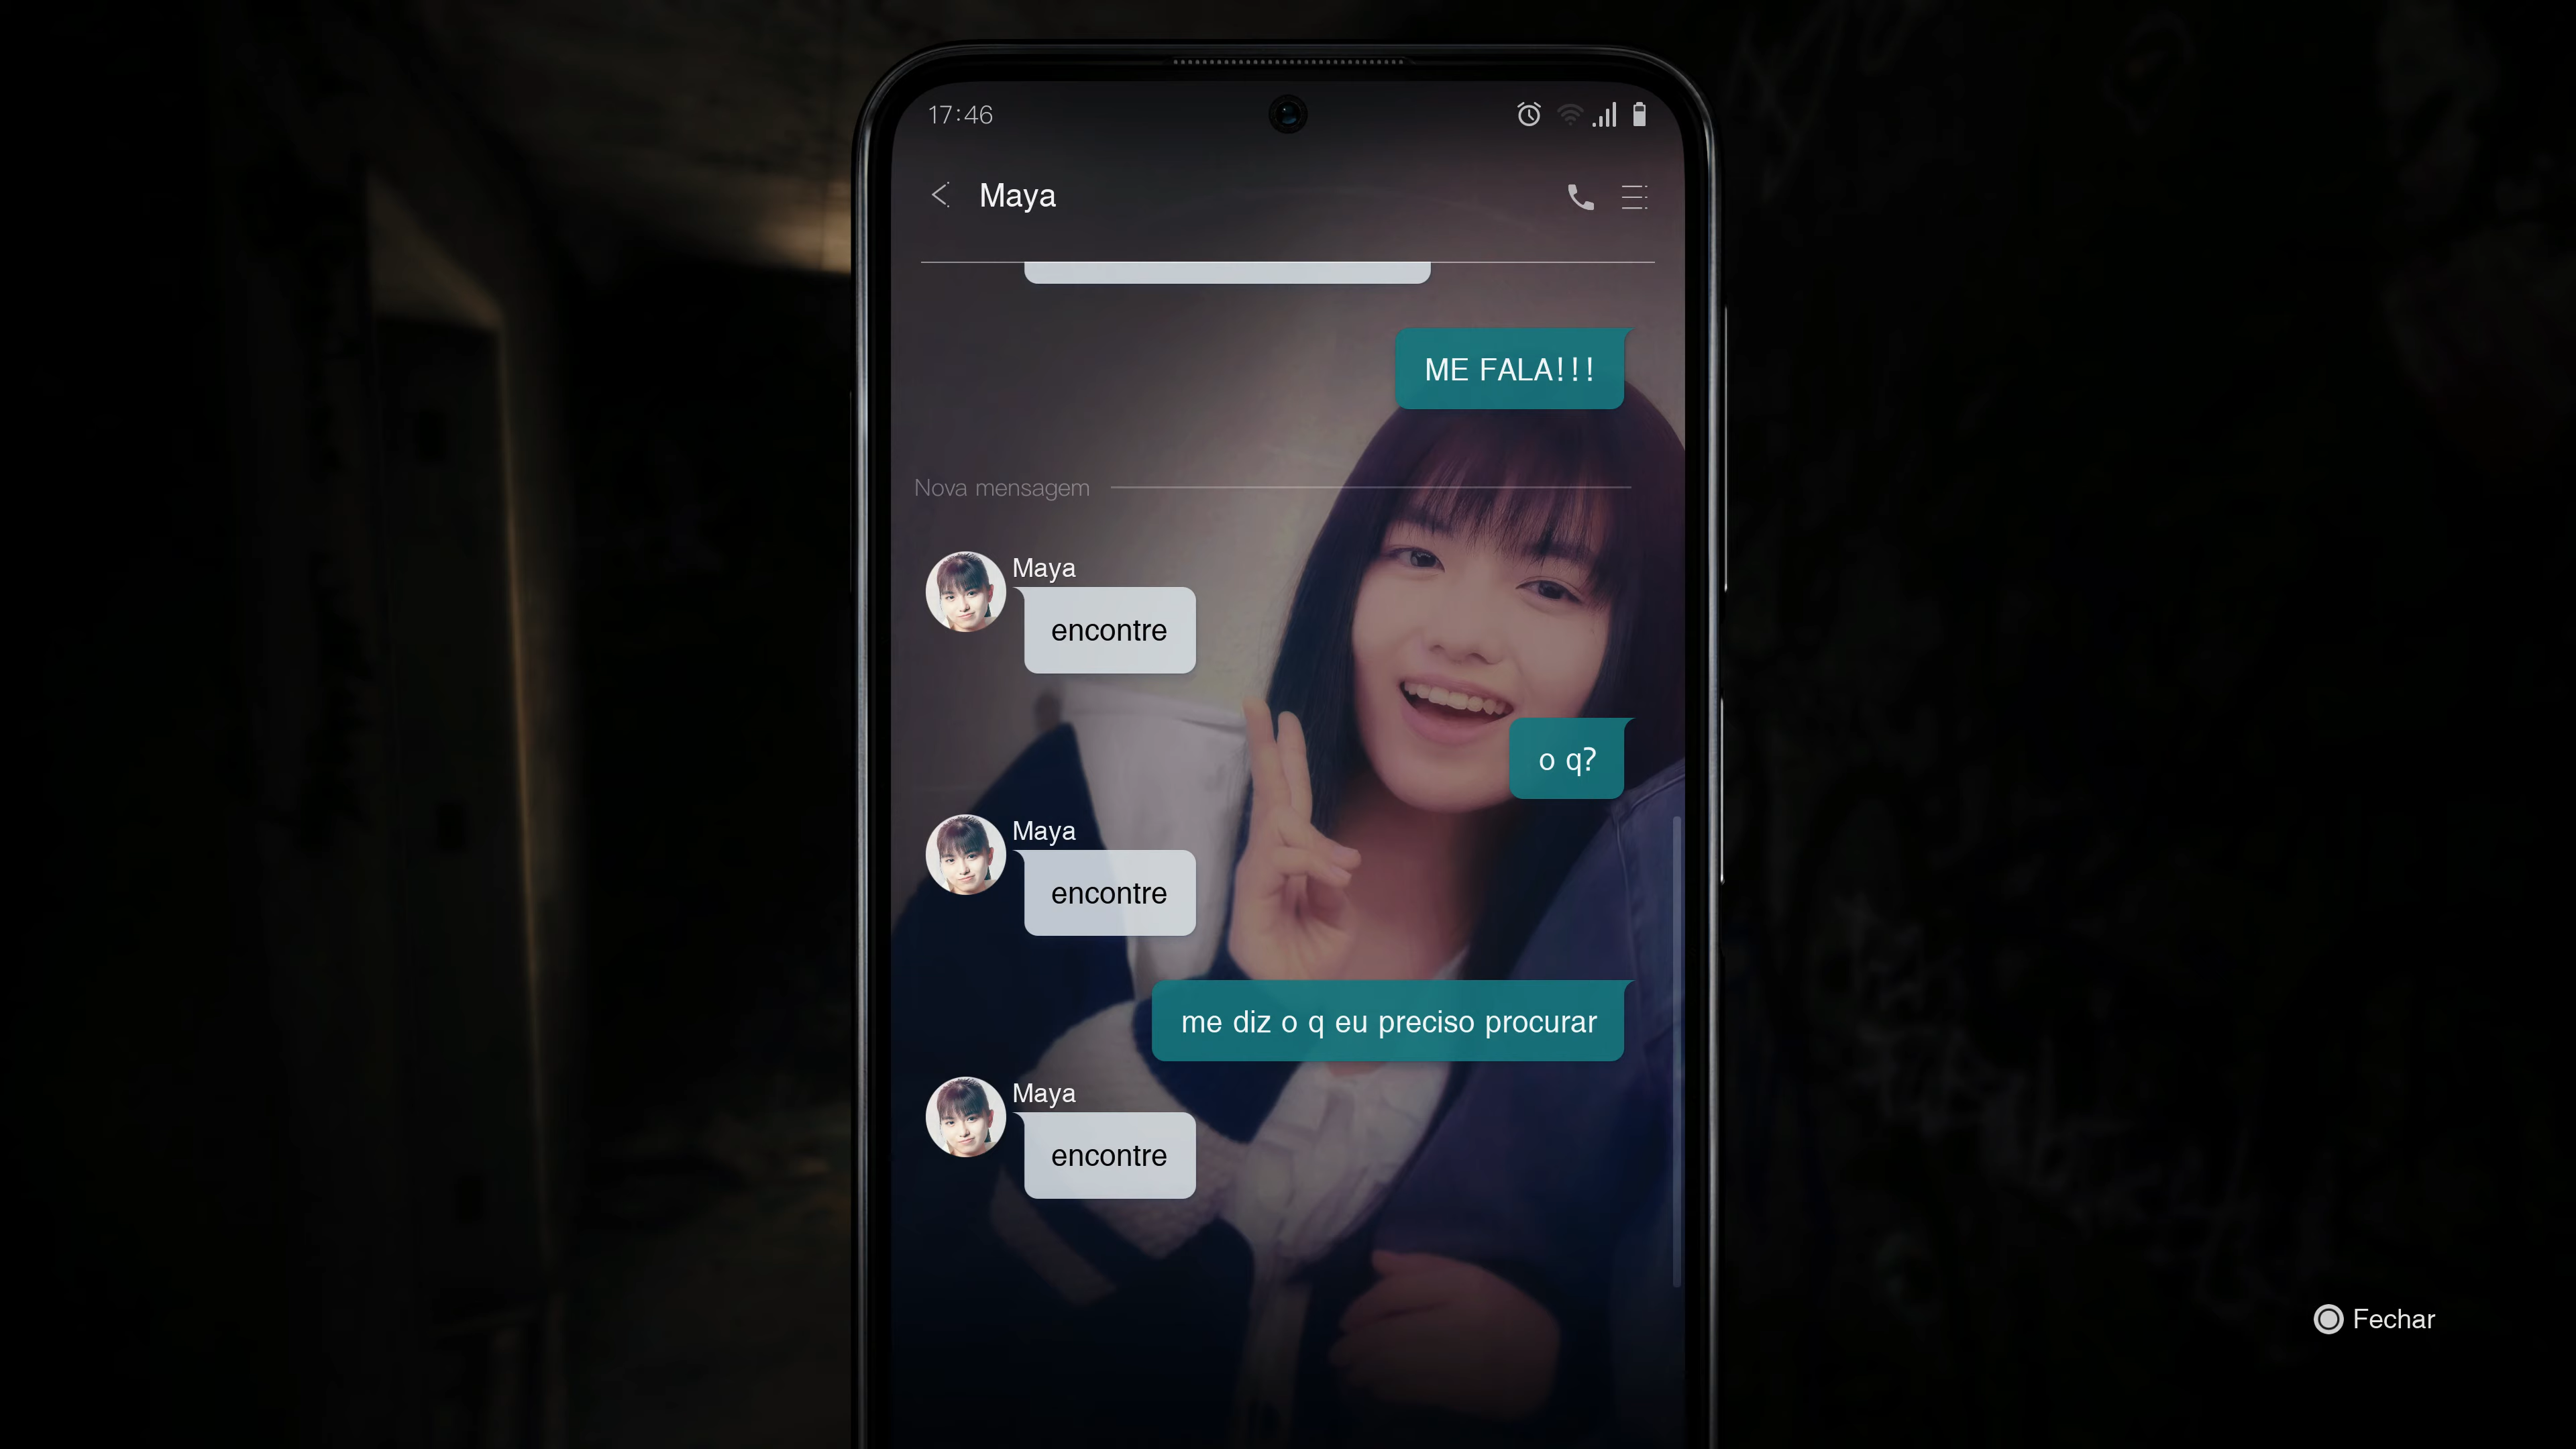 17:46
Maya
ME FALA!!!
Nova mensagem
Maya
encontre
o q?
Maya
encontre
me diz o q eu preciso procurar
Maya
encontre
Fechar